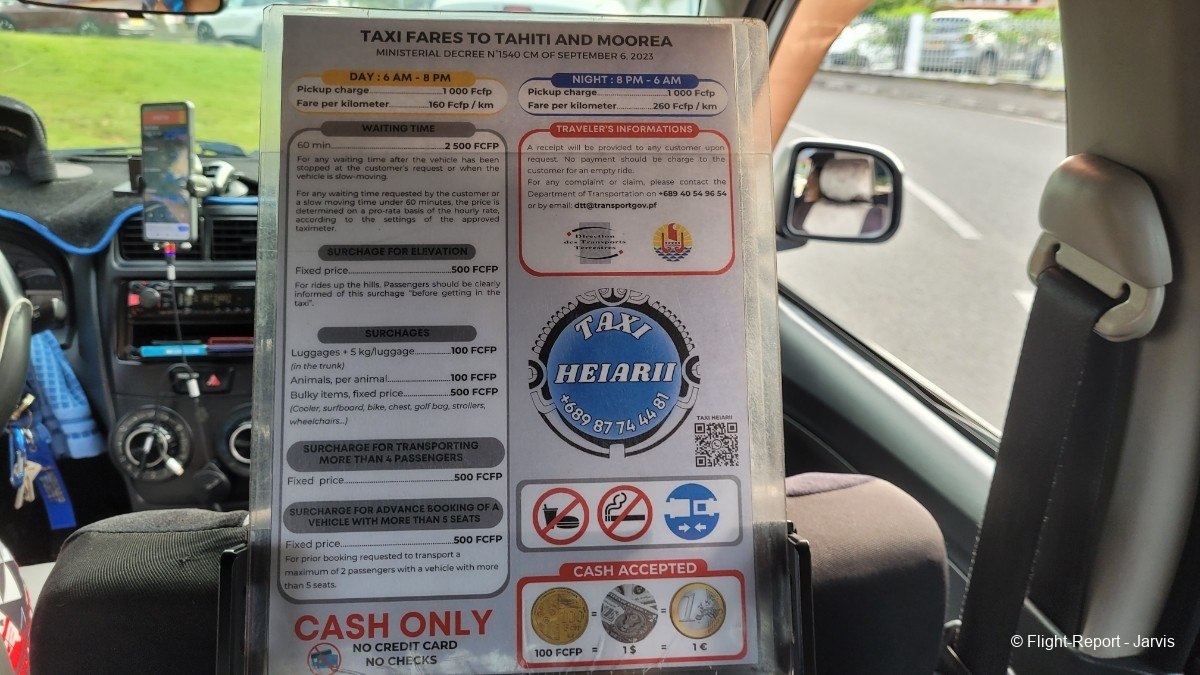 TAXI FARES TO TAHITI AND MOOREA
MINISTERIAL DECREE N°1540 CM OF SEPTEMBER 6, 2023
DAY : 6 AM - 8 PM
Pickup charge...............................1 000 Fcfp
Fare per kilometer..................160 Fcfp / km
NIGHT : 8 PM - 6 AM
Pickup charge...............................1 000 Fcfp
Fare per kilometer..................260 Fcfp / km
WAITING TIME
60 min...............................2 500 FCFP
For any waiting time after the vehicle has been
stopped at the customer's request or when the
vehicle is slow-moving.
For any waiting time requested by the customer or
a slow moving time under 60 minutes, the price is
determined on a pro-rata basis of the hourly rate,
according to the settings of the approved
taximeter.
SURCHAGE FOR ELEVATION
Fixed price...............................500 FCFP
For rides up the hills. Passengers should be clearly
informed of this surchage "before getting in the
taxi".
SURCHAGES
Luggages + 5 kg/luggage..............100 FCFP
(in the trunk)
Animals, per animal..............................100 FCFP
Bulky items, fixed price......................500 FCFP
(Cooler, surfboard, bike, chest, golf bag, strollers,
wheelchairs...)
SURCHARGE FOR TRANSPORTING
MORE THAN 4 PASSENGERS
Fixed price...............................500 FCFP
SURCHARGE FOR ADVANCE BOOKING OF A
VEHICLE WITH MORE THAN 5 SEATS
Fixed price...............................500 FCFP
For prior booking requested to transport a
maximum of 2 passengers with a vehicle with more
than 5 seats.
CASH ONLY
NO CREDIT CARD
NO CHECKS
TRAVELER'S INFORMATIONS
A receipt will be provided to any customer upon
request. No payment should be charge to the
customer for an empty ride.
For any complaint or claim, please contact the
Department of Transportation on +689 40 54 96 54
or by email: dtt@transportgov.pf
Direction
des Transports
Terrestres
TAXI
HEIARII
+689 87 74 44 81
TAXI HEIARII
CASH ACCEPTED
100 FCFP = 1 $ = 1 €
© Flight-Report - Jarvis